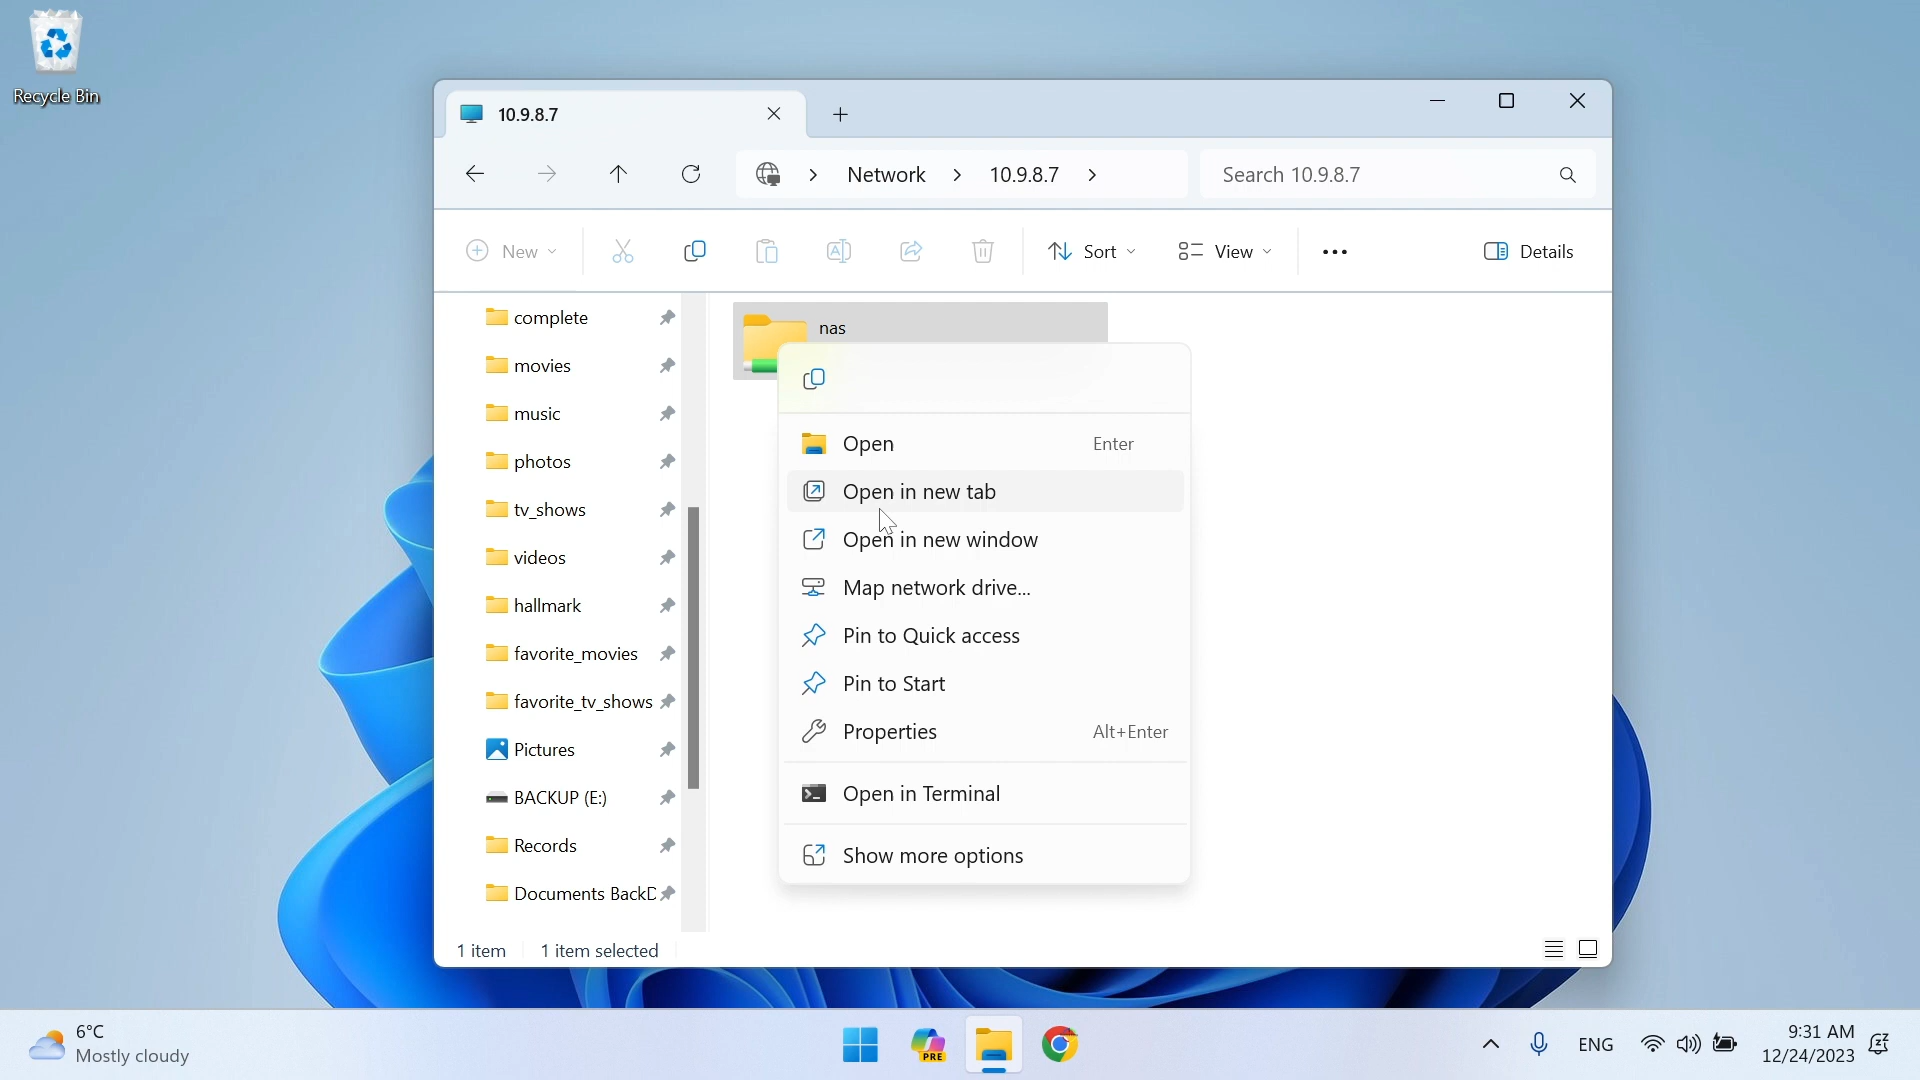 Recycle Bin
10.9.8.7
Network 10.9.8.7
Search 10.9.8.7
New
Sort
View
Details
complete
movies
music
photos
tv_shows
videos
hallmark
favorite_movies
favorite_tv_shows
Pictures
BACKUP (E:)
Records
Documents Back
nas
Open Enter
Open in new tab
Open in new window
Map network drive...
Pin to Quick access
Pin to Start
Properties Alt+Enter
Open in Terminal
Show more options
1 item 1 item selected
6°C
Mostly cloudy
PRE
ENG
9:31 AM
12/24/2023